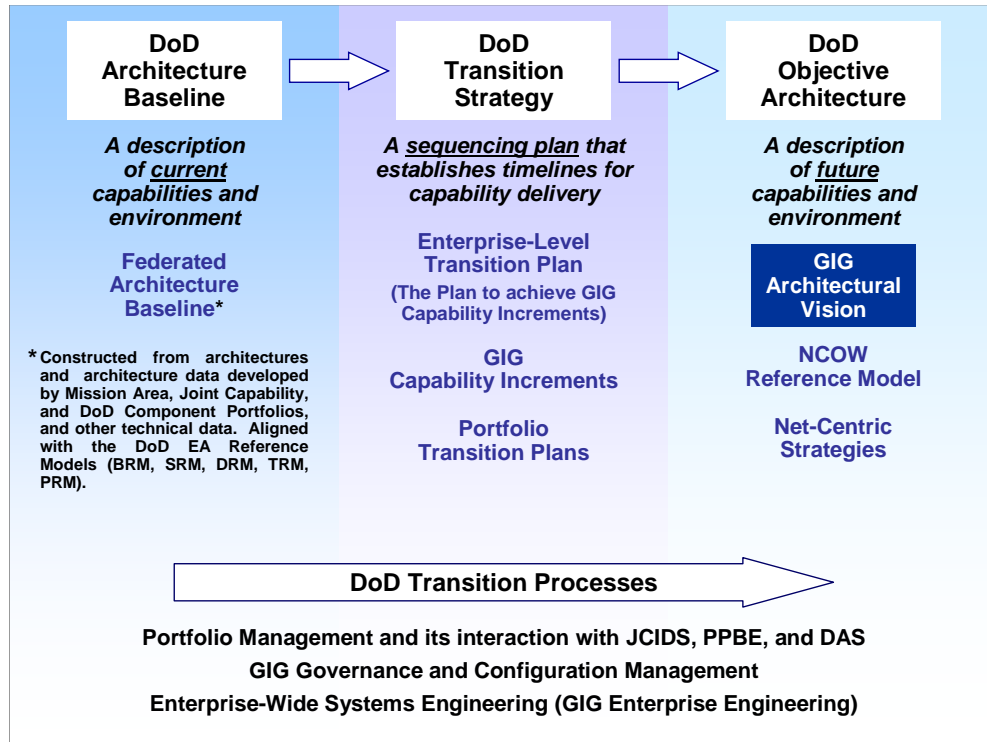 DoD
Architecture
Baseline
A description
of current
capabilities and
environment
Federated
Architecture
Baseline*
* Constructed from architectures
and architecture data developed
by Mission Area, Joint Capability,
and DoD Component Portfolios,
and other technical data. Aligned
with the DoD EA Reference
Models (BRM, SRM, DRM, TRM,
PRM).
DoD
Transition
Strategy
A sequencing plan that
establishes timelines for
capability delivery
Enterprise-Level
Transition Plan
(The Plan to achieve GIG
Capability Increments)
GIG
Capability Increments
Portfolio
Transition Plans
DoD
Objective
Architecture
A description
of future
capabilities and
environment
GIG
Architectural
Vision
NCOW
Reference Model
Net-Centric
Strategies
DoD Transition Processes
Portfolio Management and its interaction with JCIDS, PPBE, and DAS
GIG Governance and Configuration Management
Enterprise-Wide Systems Engineering (GIG Enterprise Engineering)